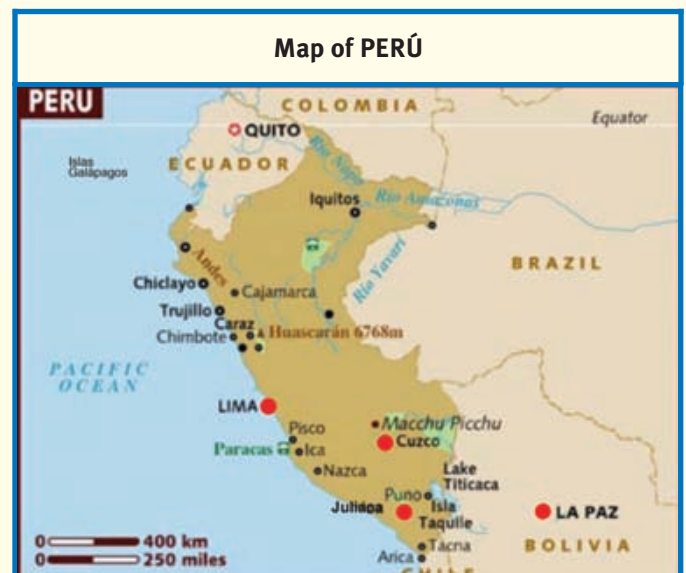 Map of PERÚ
PERU
COLOMBIA
Equator
QUITO
Islas
Galápagos
ECUADOR
Río Napo
Iquitos
Río Amazonas
Andes
Río Yavarí
BRAZIL
Chiclayo
Cajamarca
Trujillo
Caraz
Huascarán 6768m
Chimbote
PACIFIC
OCEAN
LIMA
Macchu Picchu
Pisco
Cuzco
Paracas
Ica
Nazca
Lake
Titicaca
Puno
Isla
Taquile
LA PAZ
0 400 km
0 250 miles
Tacna
BOLIVIA
Arica
CHILE